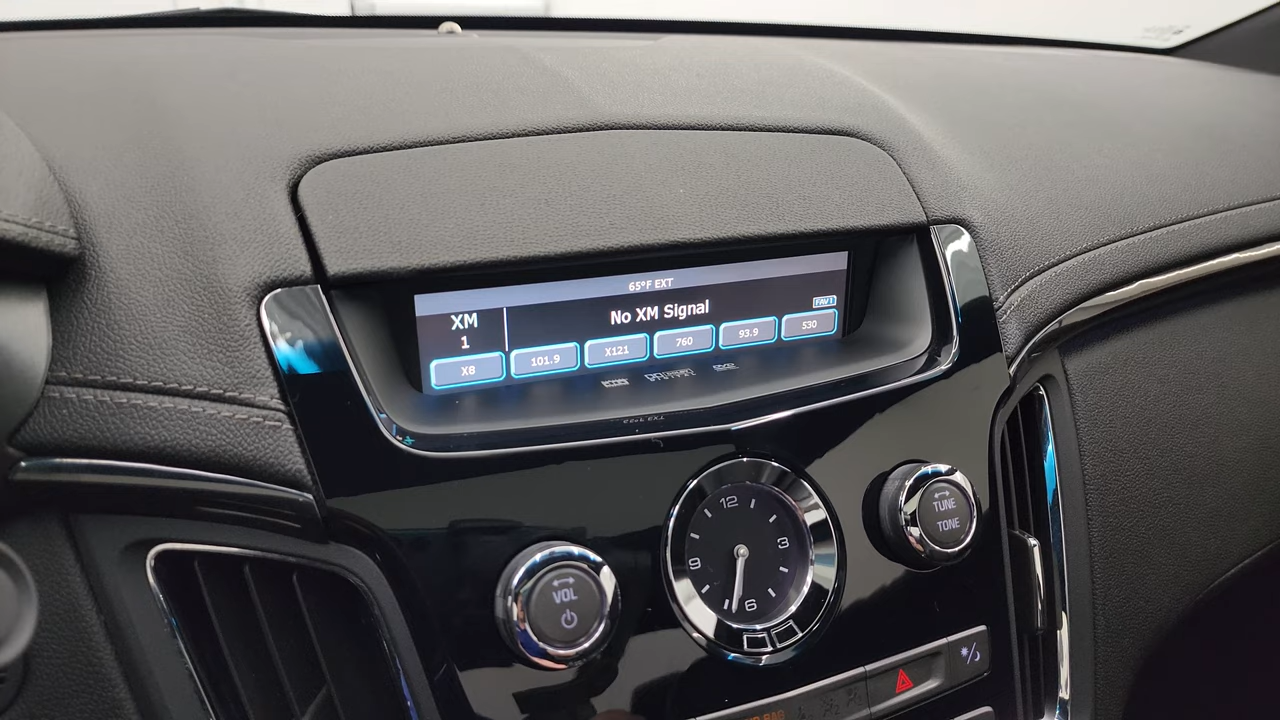 65°F EXT
XM
No XM Signal
FAV1
1
X8
101.9
X121
760
93.9
530
12
3
6
9
VOL
TUNE
TONE
BAG